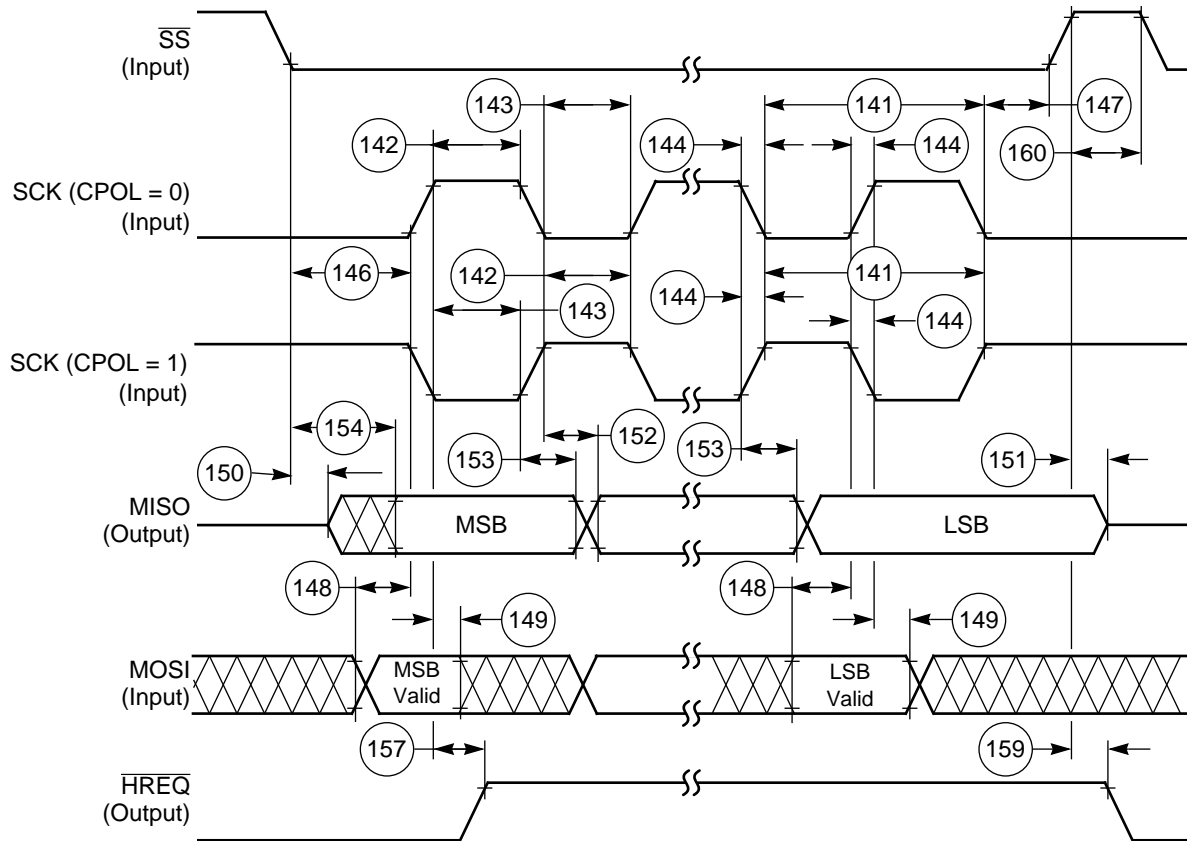 SS
(Input)
143
141
147
142
144
144
160
SCK (CPOL = 0)
(Input)
146
142
141
144
143
144
SCK (CPOL = 1)
(Input)
154
152
150
153
153
151
MISO
(Output)
MSB
LSB
148
148
149
149
MOSI
(Input)
MSB
Valid
LSB
Valid
157
159
HREQ
(Output)